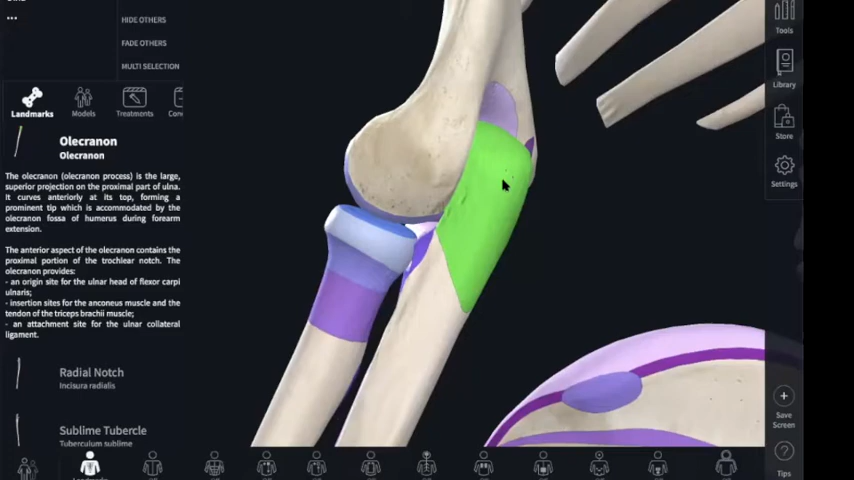 ...
HIDE OTHERS
FADE OTHERS
MULTI SELECTION
Landmarks
Models
Treatments
Olecranon
Olecranon
The olecranon (olecranon process) is the large,
superior projection on the proximal part of ulna.
It curves anteriorly at its top, forming a
prominent tip which is accommodated by the
olecranon fossa of humerus during forearm
extension.
The anterior aspect of the olecranon contains the
proximal portion of the trochlear notch. The
olecranon provides:
- an origin site for the ulnar head of flexor carpi
ulnaris;
- insertion sites for the anconeus muscle and the
tendon of the triceps brachii muscle;
- an attachment site for the ulnar collateral
ligament.
Radial Notch
Incisura radialis
Sublime Tubercle
Tuberculum sublime
Tools
Library
Store
Settings
Save
Screen
Tips